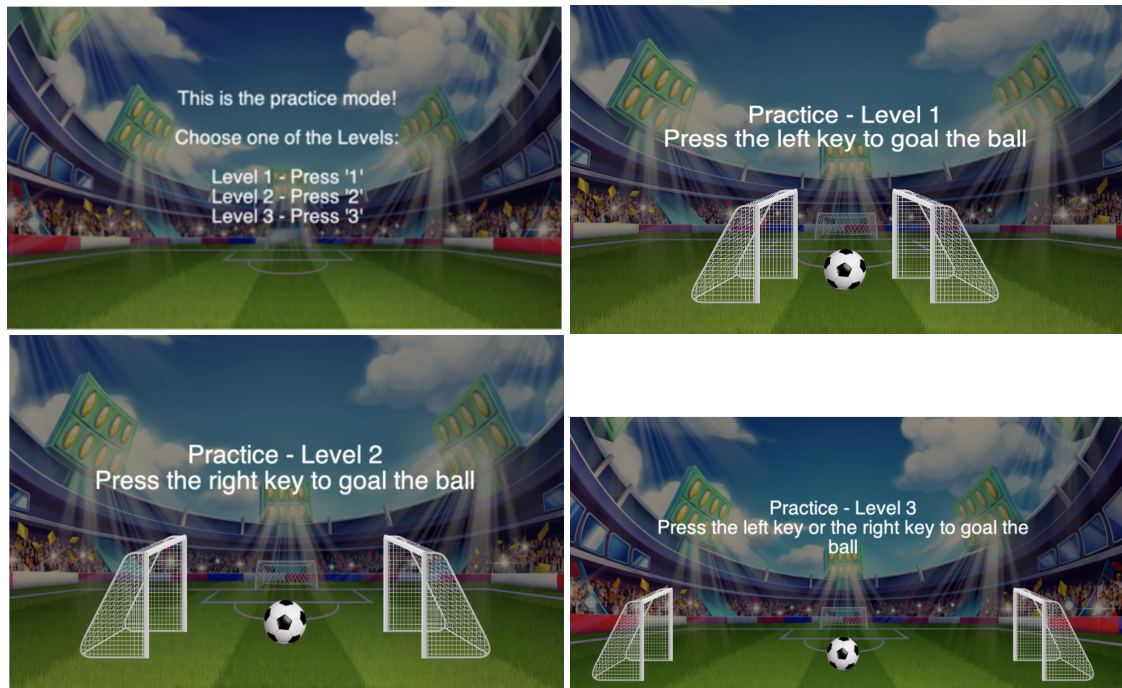 This is the practice mode!
Choose one of the Levels:
Level 1 - Press '1'
Level 2 - Press '2'
Level 3 - Press '3'
Practice - Level 1
Press the left key to goal the ball
Practice - Level 2
Press the right key to goal the ball
Practice - Level 3
Press the left key or the right key to goal the
ball